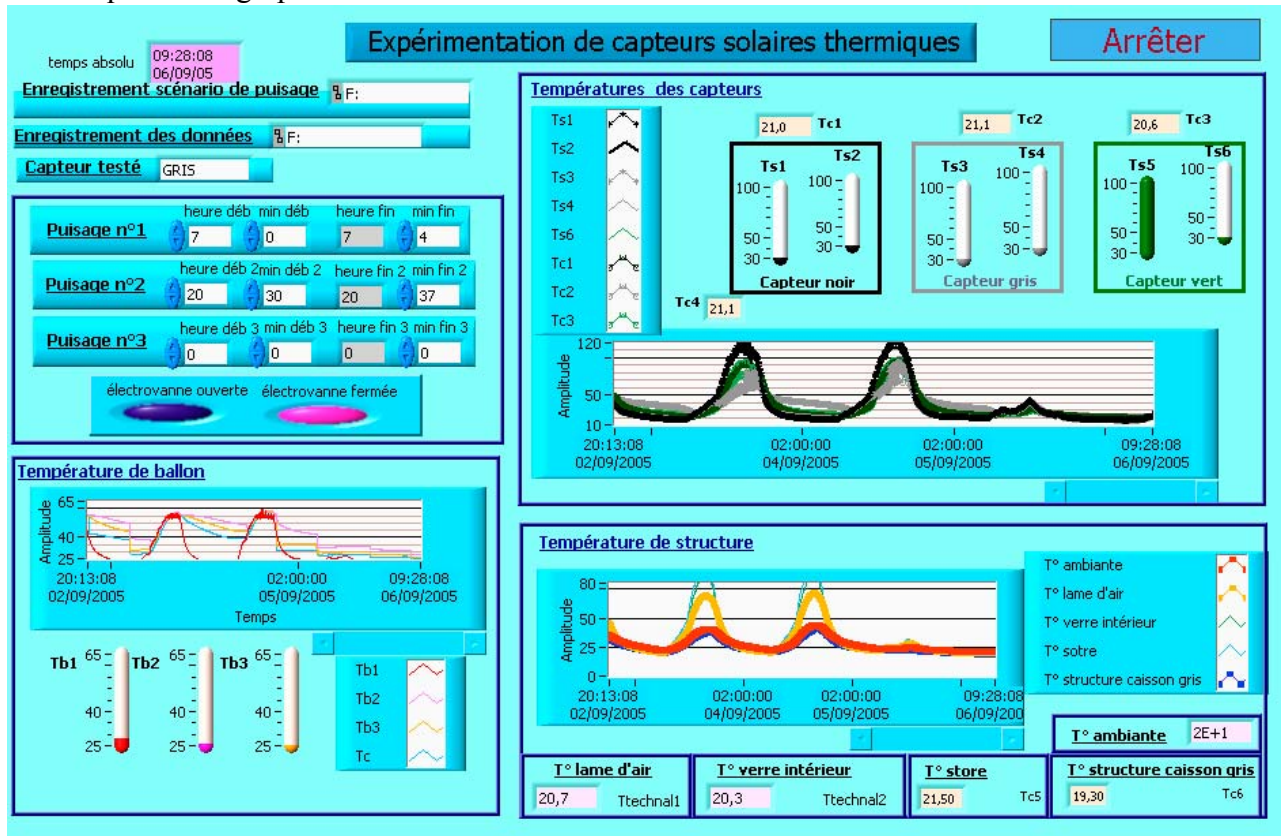 Expérimentation de capteurs solaires thermiques
Arrêter
temps absolu
09:28:08
06/09/05
Enregistrement scénario de puisage
F:
Enregistrement des données
F:
Capteur testé
GRIS
heure déb min déb heure fin min fin
Puisage n°1
7 0 7 4
heure déb 2 min déb 2 heure fin 2 min fin 2
Puisage n°2
20 30 20 37
heure déb 3 min déb 3 heure fin 3 min fin 3
Puisage n°3
0 0 0 0
électrovanne ouverte électrovanne fermée
Températures des capteurs
Ts1
Ts2
Ts3
Ts4
Ts6
Tc1
Tc2
Tc3
21,0 Tc1
21,1 Tc2
20,6 Tc3
Ts1 Ts2
100 100
50 50
30 30
Capteur noir
Ts3 Ts4
100 100
50 50
30 30
Capteur gris
Ts5 Ts6
100 100
50 50
30 30
Capteur vert
Tc4 21,1
Amplitude
120
50
10
20:13:08 02:00:00 02:00:00 09:28:08
02/09/2005 04/09/2005 05/09/2005 06/09/2005
Température de ballon
Amplitude
65
40
25
20:13:08 02:00:00 09:28:08
02/09/2005 05/09/2005 06/09/2005
Temps
Tb1 Tb2 Tb3
65 65 65
40 40 40
25 25 25
Tb1
Tb2
Tb3
Tc
Température de structure
Amplitude
80
50
25
0
20:13:08 02:00:00 02:00:00 09:28:08
02/09/2005 04/09/2005 05/09/2005 06/09/200
T° ambiante
T° lame d'air
T° verre intérieur
T° sotre
T° structure caisson gris
T° ambiante 2E+1
T° lame d'air
20,7 Ttechnal1
T° verre intérieur
20,3 Ttechnal2
T° store
21,50 Tc5
T° structure caisson gris
19,30 Tc6